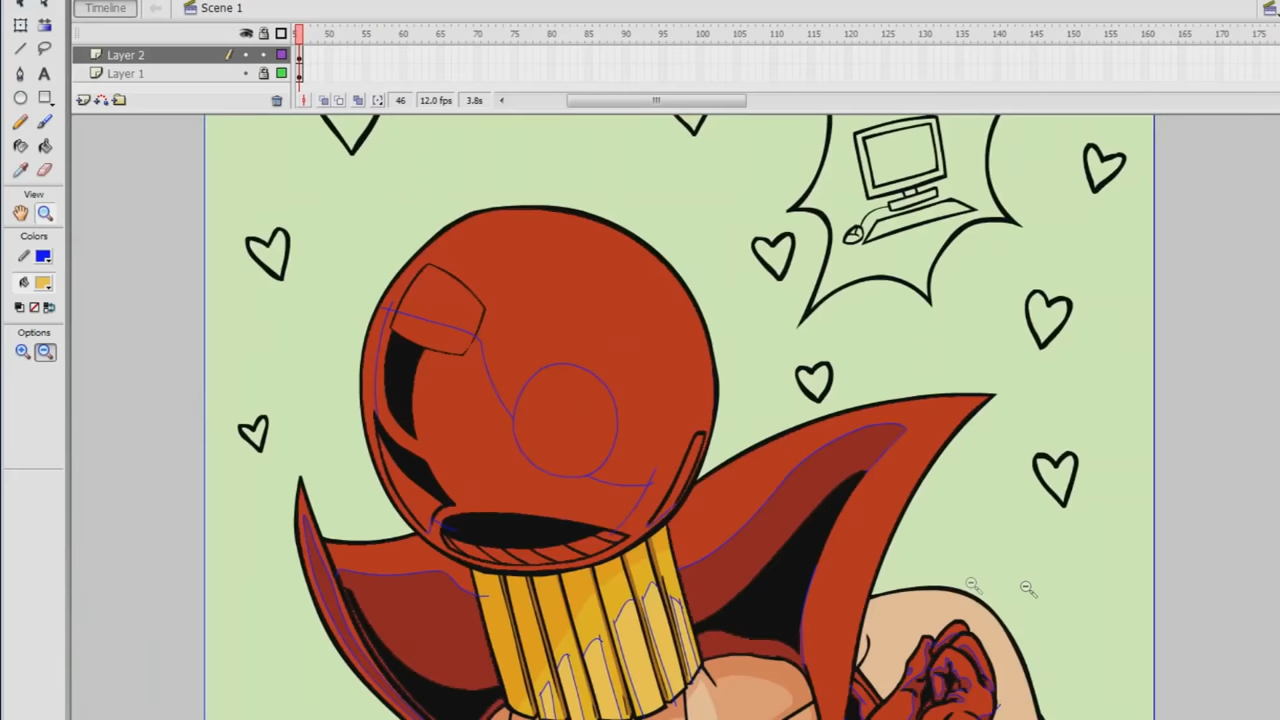 Timeline Scene 1
50 55 60 65 70 75 80 85 90 95 100 105 110 115 120 125 130 135 140 145 150 155 160 165 170 175
Layer 2
Layer 1
46 12.0 fps 3.8s
View
Colors
Options